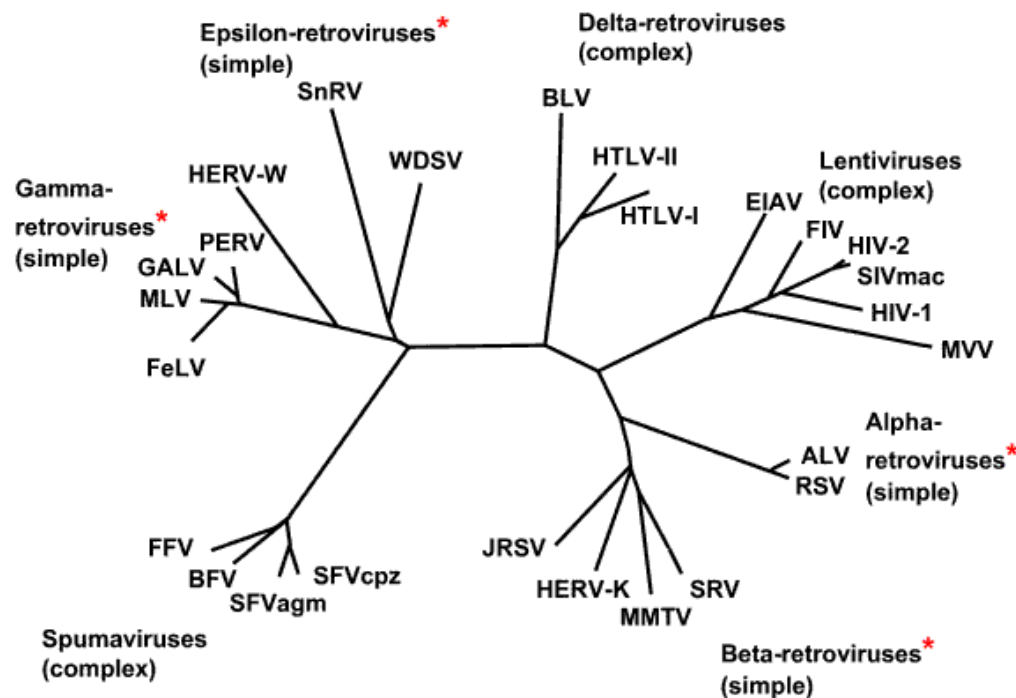 Epsilon-retroviruses*
(simple)
SnRV
WDSV
Delta-retroviruses
(complex)
BLV
HTLV-II
HTLV-I
Lentiviruses
(complex)
EIAV
FIV
HIV-2
SIVmac
HIV-1
MVV
Gamma-
retroviruses*
(simple)
HERV-W
PERV
GALV
MLV
FeLV
Alpha-
retroviruses*
(simple)
ALV
RSV
FFV
BFV
SFVagm
SFVcpz
Spumaviruses
(complex)
JRSV
HERV-K
MMTV
SRV
Beta-retroviruses*
(simple)